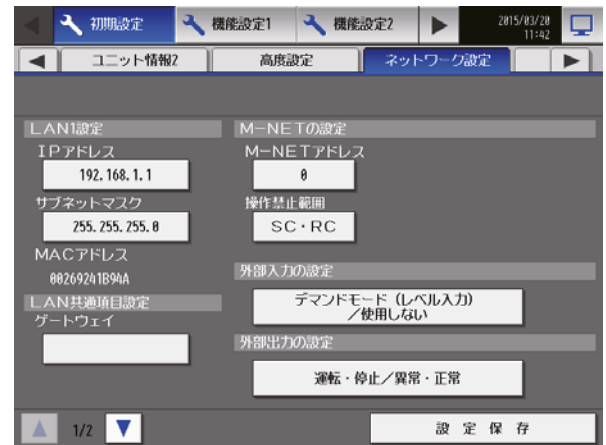 初期設定
機能設定1
機能設定2
2015/03/20
11:42
ユニット情報2
高度設定
ネットワーク設定
LAN1設定
IPアドレス
192.168.1.1
サブネットマスク
255.255.255.0
MACアドレス
00269241B94A
LAN共通項目設定
ゲートウェイ
M-NETの設定
M-NETアドレス
0
操作禁止範囲
SC・RC
外部入力の設定
デマンドモード（レベル入力）
／使用しない
外部出力の設定
運転・停止／異常・正常
1/2
設 定 保 存